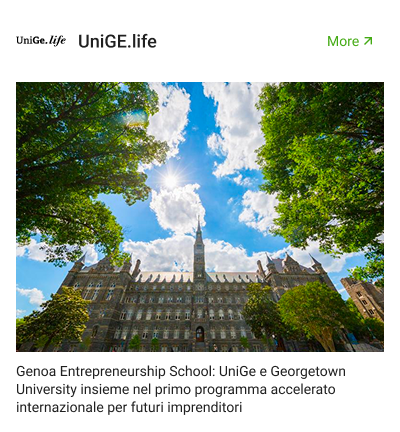 UniGe.life
UniGE.life
More
Genoa Entrepreneurship School: UniGe e Georgetown
University insieme nel primo programma accelerato
internazionale per futuri imprenditori